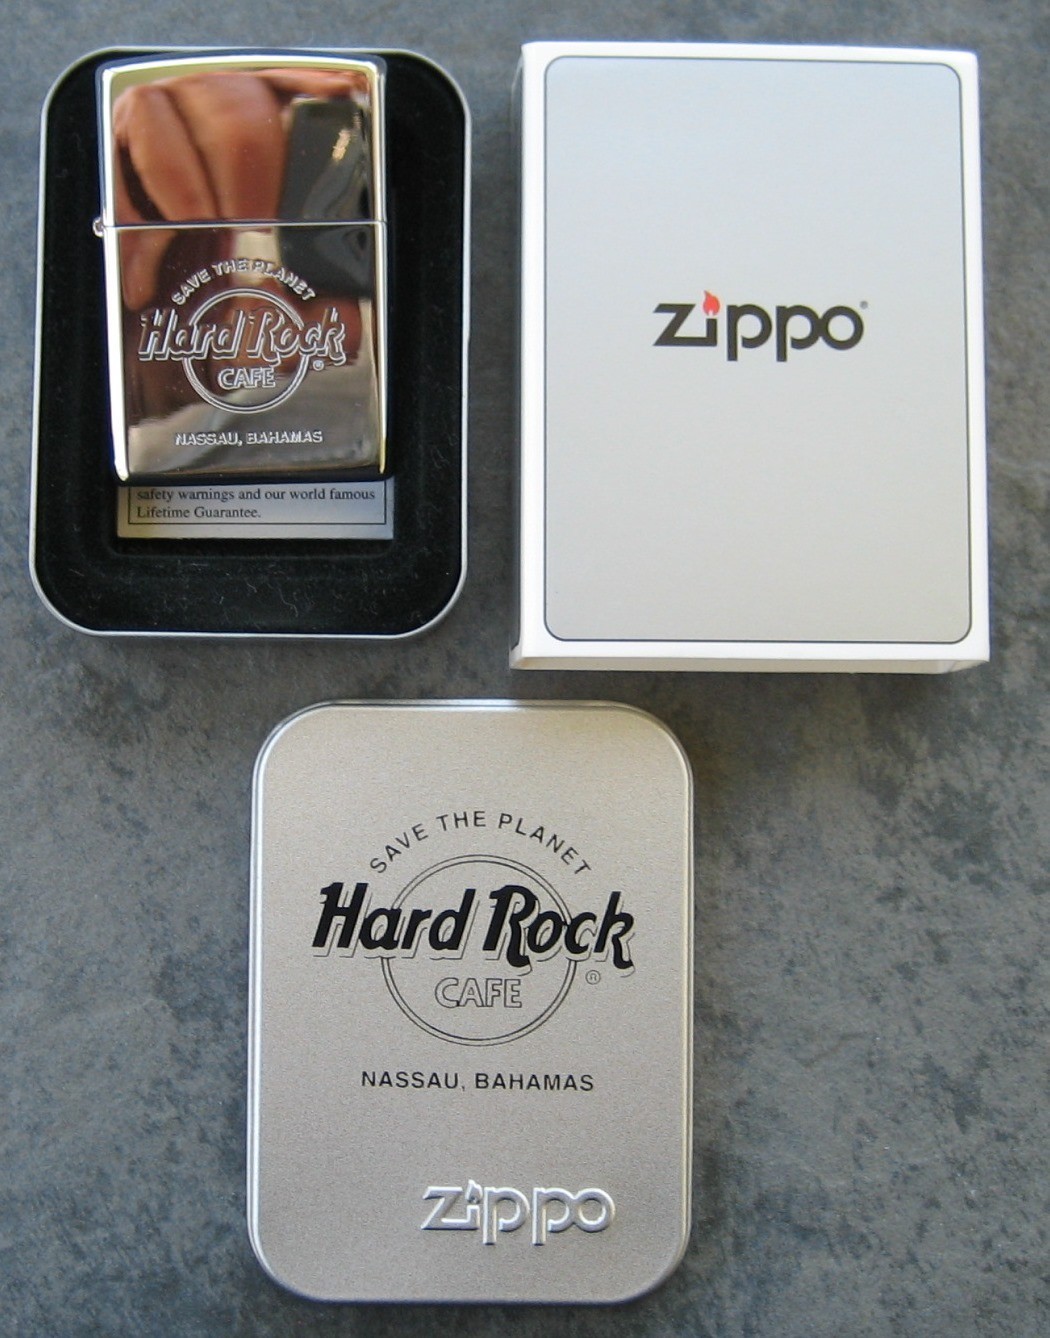 SAVE THE PLANET
Hard Rock
CAFE
®
NASSAU, BAHAMAS
safety warnings and our world famous
Lifetime Guarantee.
zippo®
SAVE THE PLANET
Hard Rock
CAFE
®
NASSAU, BAHAMAS
zippo